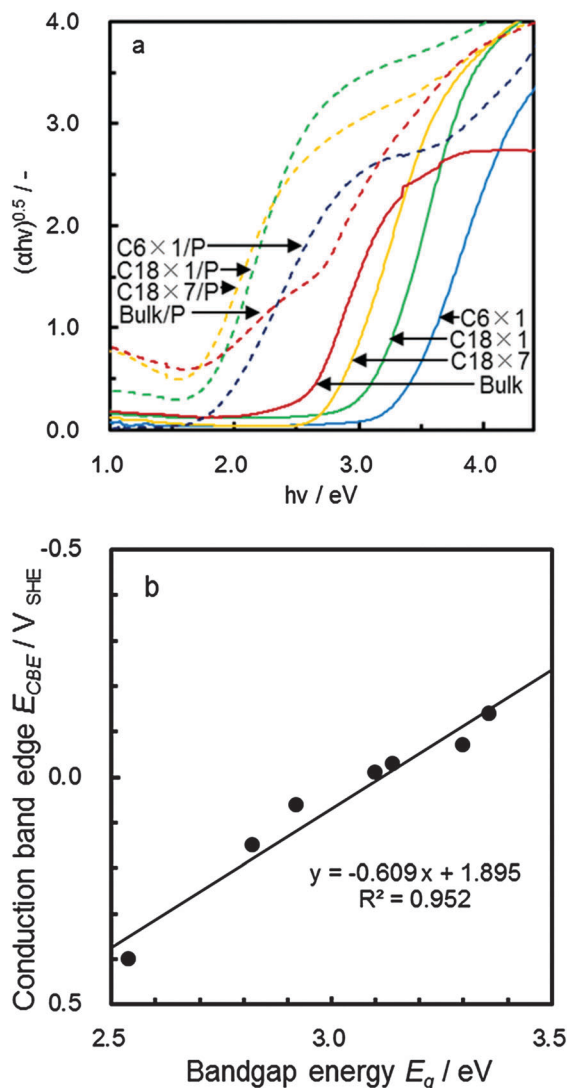 a
4.0
3.0
2.0
1.0
0.0
(αhν)0.5 / -
C6×1/P
C18×1/P
C18×7/P
Bulk/P
C6×1
C18×1
C18×7
Bulk
1.0 2.0 3.0 4.0
hν / eV
b
-0.5
0.0
0.5
Conduction band edge ECBE / V SHE
y = -0.609 x + 1.895
R² = 0.952
2.5 3.0 3.5
Bandgap energy Eg / eV